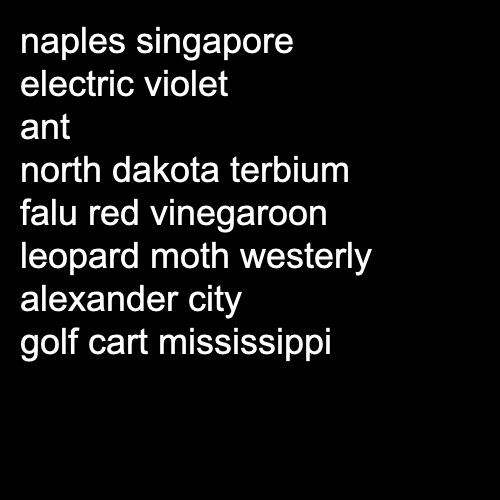 naples singapore
electric violet
ant
north dakota terbium
falu red vinegaroon
leopard moth westerly
alexander city
golf cart mississippi